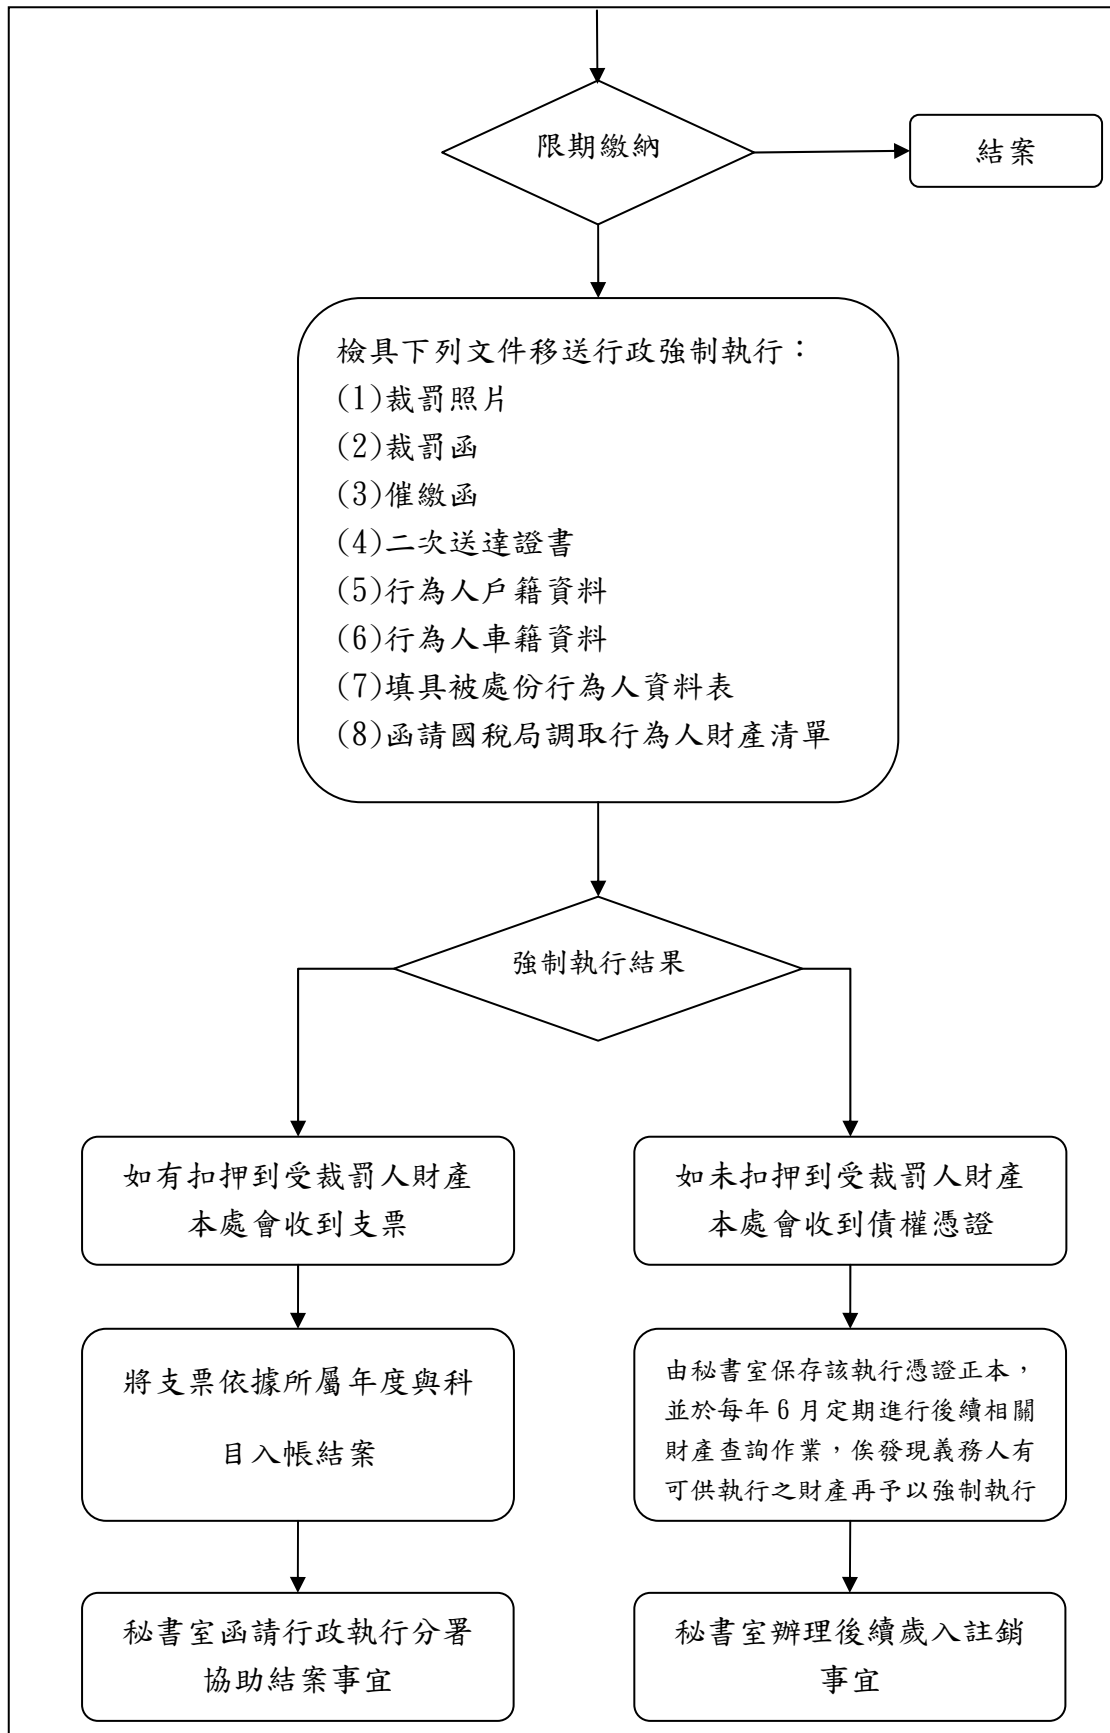 限期繳納
結案
檢具下列文件移送行政強制執行：
(1)裁罰照片
(2)裁罰函
(3)催繳函
(4)二次送達證書
(5)行為人戶籍資料
(6)行為人車籍資料
(7)填具被處份行為人資料表
(8)函請國稅局調取行為人財產清單
強制執行結果
如有扣押到受裁罰人財產
本處會收到支票
如未扣押到受裁罰人財產
本處會收到債權憑證
將支票依據所屬年度與科
目入帳結案
由秘書室保存該執行憑證正本，
並於每年 6 月定期進行後續相關
財產查詢作業，俟發現義務人有
可供執行之財產再予以強制執行
秘書室函請行政執行分署
協助結案事宜
秘書室辦理後續歲入註銷
事宜